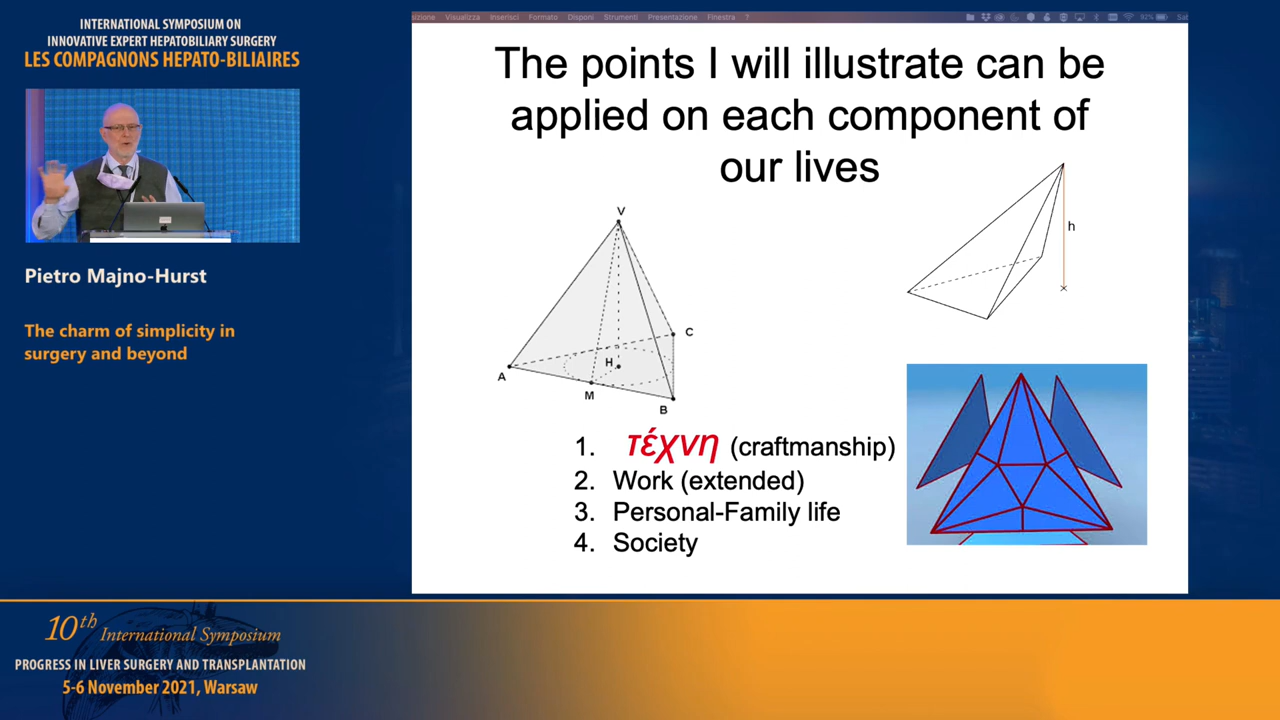 INTERNATIONAL SYMPOSIUM ON
INNOVATIVE EXPERT HEPATOBILIARY SURGERY
LES COMPAGNONS HEPATO-BILIAIRES
Pietro Majno-Hurst
The charm of simplicity in
surgery and beyond
Visualizza Inserisci Formato Disponi Strumenti Presentazione Finestra ?
The points I will illustrate can be
applied on each component of
our lives
V
C
H
A
M
B
h
1. τέχνη (craftmanship)
2. Work (extended)
3. Personal-Family life
4. Society
10th International Symposium
PROGRESS IN LIVER SURGERY AND TRANSPLANTATION
5-6 November 2021, Warsaw